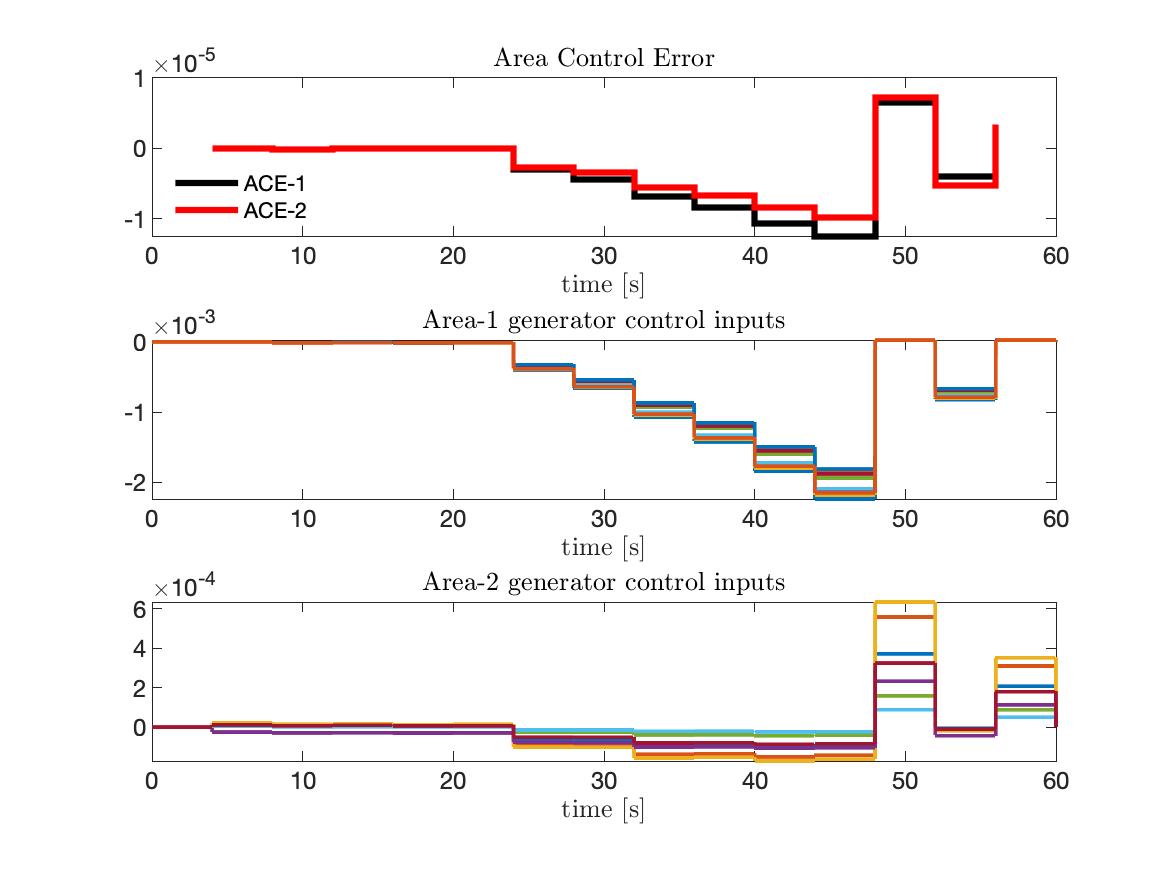 ×10-5
Area Control Error
1
0
-1
ACE-1
ACE-2
0 10 20 30 40 50 60
time [s]
×10-3
Area-1 generator control inputs
0
-1
-2
0 10 20 30 40 50 60
time [s]
×10-4
Area-2 generator control inputs
6
4
2
0
0 10 20 30 40 50 60
time [s]